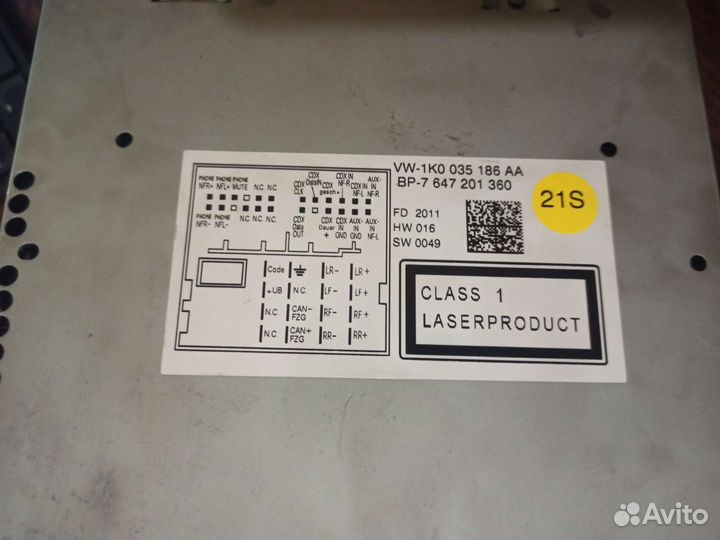 VW-1K0 035 186 AA
BP-7 647 201 360
21S
FD 2011
HW 016
SW 0049
CLASS 1
LASERPRODUCT
PHONE PHONE PHONE
NFR+ NFL+ MUTE N.C. N.C.
CDX CLK
CDX DataIN
CDX gesch+
CDX IN NF-R
CDX IN NF-L
AUX-IN NF-R
PHONE PHONE
NFR- NFL- N.C. N.C. N.C.
CDX Data OUT
CDX Dauer +
CDX GND
AUX-IN GND
AUX-IN NF-L
Code LR- LR+
+UB N.C. LF- LF+
N.C. CAN-FZG RF- RF+
N.C. CAN+FZG RR- RR+
Avito